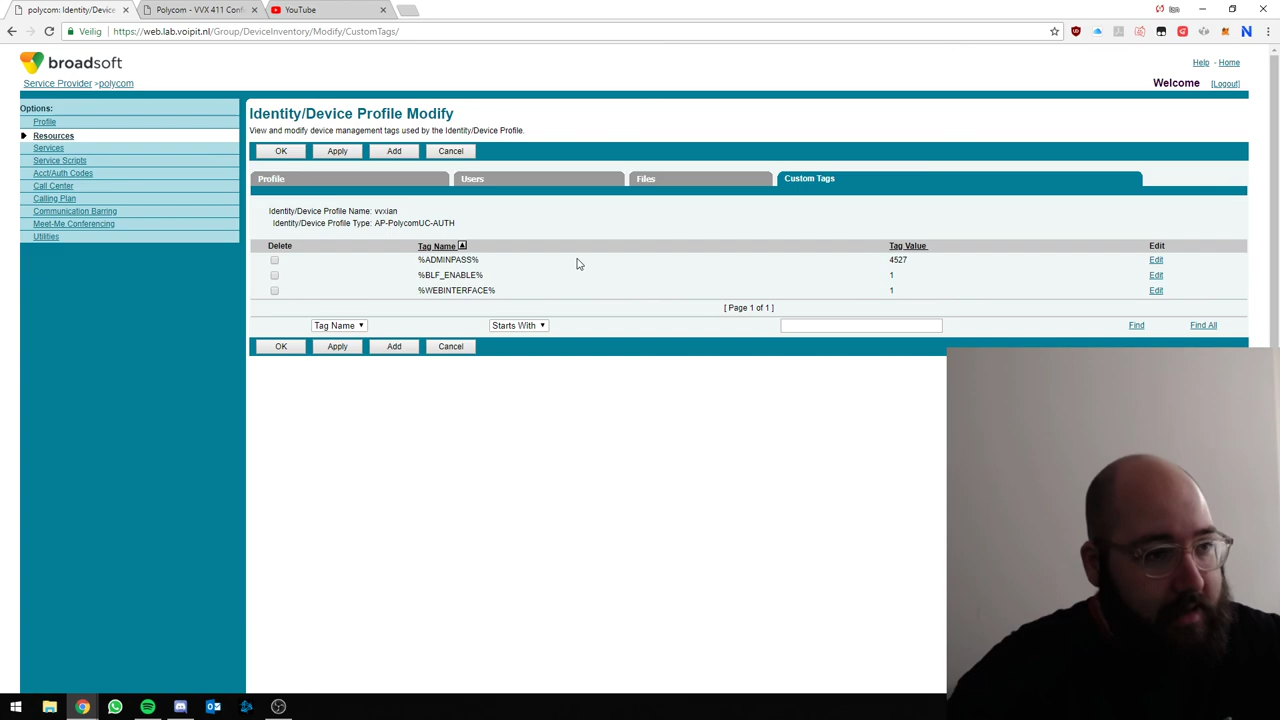 polycom: Identity/Device
Polycom - VVX 411 Confi
YouTube
Veilig
https://web.lab.voipit.nl/Group/DeviceInventory/Modify/CustomTags/
broadsoft
Help - Home
Service Provider >polycom
Welcome [Logout]
Options:
Profile
Resources
Services
Service Scripts
Acct/Auth Codes
Call Center
Calling Plan
Communication Barring
Meet-Me Conferencing
Utilities
Identity/Device Profile Modify
View and modify device management tags used by the Identity/Device Profile.
OK Apply Add Cancel
Profile Users Files Custom Tags
Identity/Device Profile Name: vvxian
Identity/Device Profile Type: AP-PolycomUC-AUTH
Delete Tag Name Tag Value Edit
%ADMINPASS% 4527 Edit
%BLF_ENABLE% 1 Edit
%WEBINTERFACE% 1 Edit
[ Page 1 of 1 ]
Tag Name Starts With Find Find All
OK Apply Add Cancel